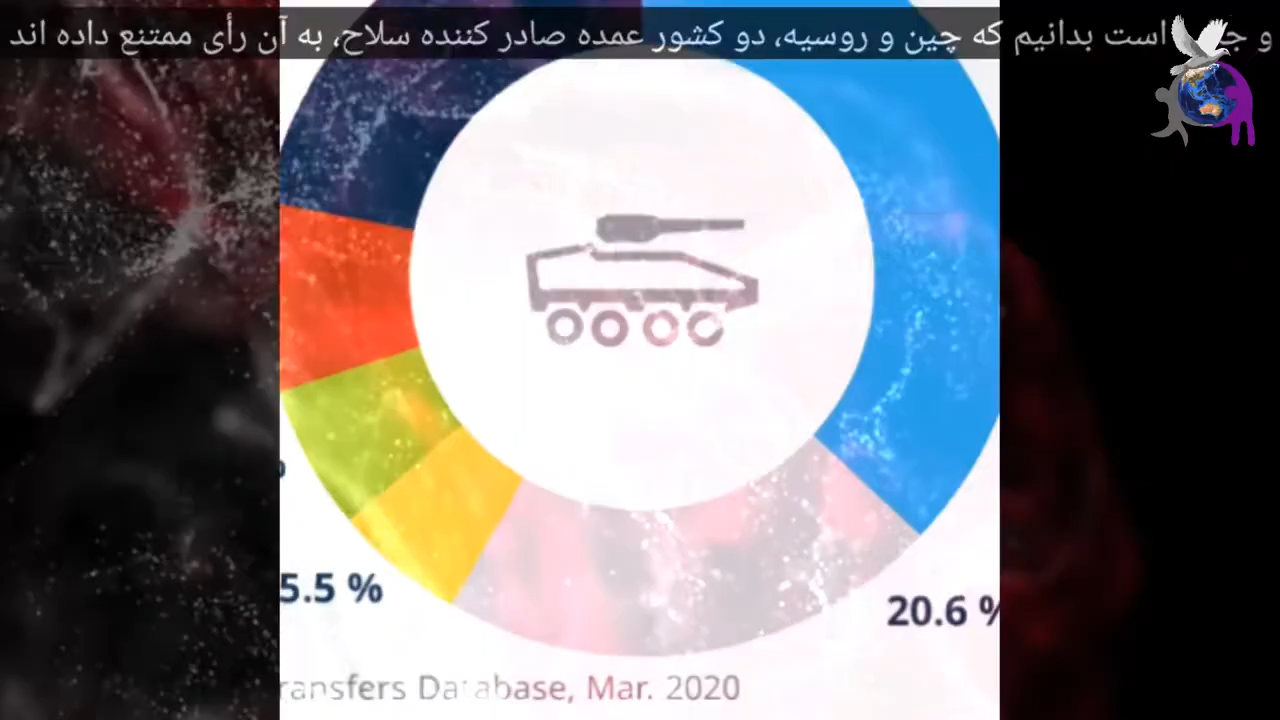 و است بدانیم که چین و روسیه، دو کشور عمده صادر کننده سلاح، به آن رأی ممتنع داده اند
5.5 %
20.6 %
Database, Mar. 2020